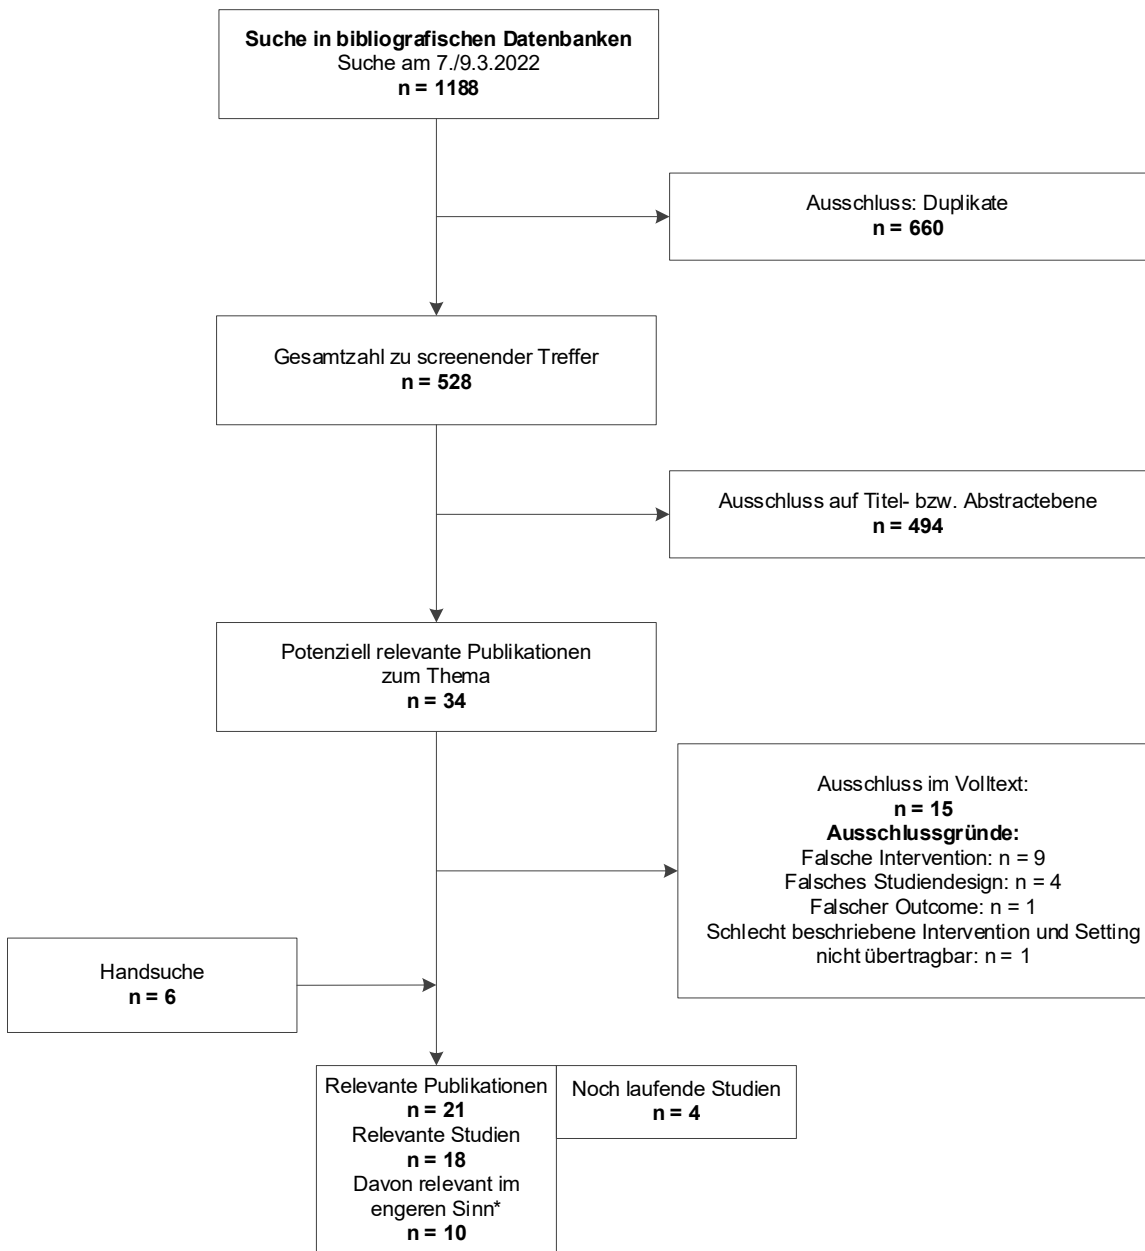 Suche in bibliografischen Datenbanken
Suche am 7./9.3.2022
n = 1188
Ausschluss: Duplikate
n = 660
Gesamtzahl zu screenender Treffer
n = 528
Ausschluss auf Titel- bzw. Abstractebene
n = 494
Potenziell relevante Publikationen
zum Thema
n = 34
Ausschluss im Volltext:
n = 15
Ausschlussgründe:
Falsche Intervention: n = 9
Falsches Studiendesign: n = 4
Falscher Outcome: n = 1
Schlecht beschriebene Intervention und Setting
nicht übertragbar: n = 1
Handsuche
n = 6
Relevante Publikationen
n = 21
Relevante Studien
n = 18
Davon relevant im
engeren Sinn*
n = 10
Noch laufende Studien
n = 4